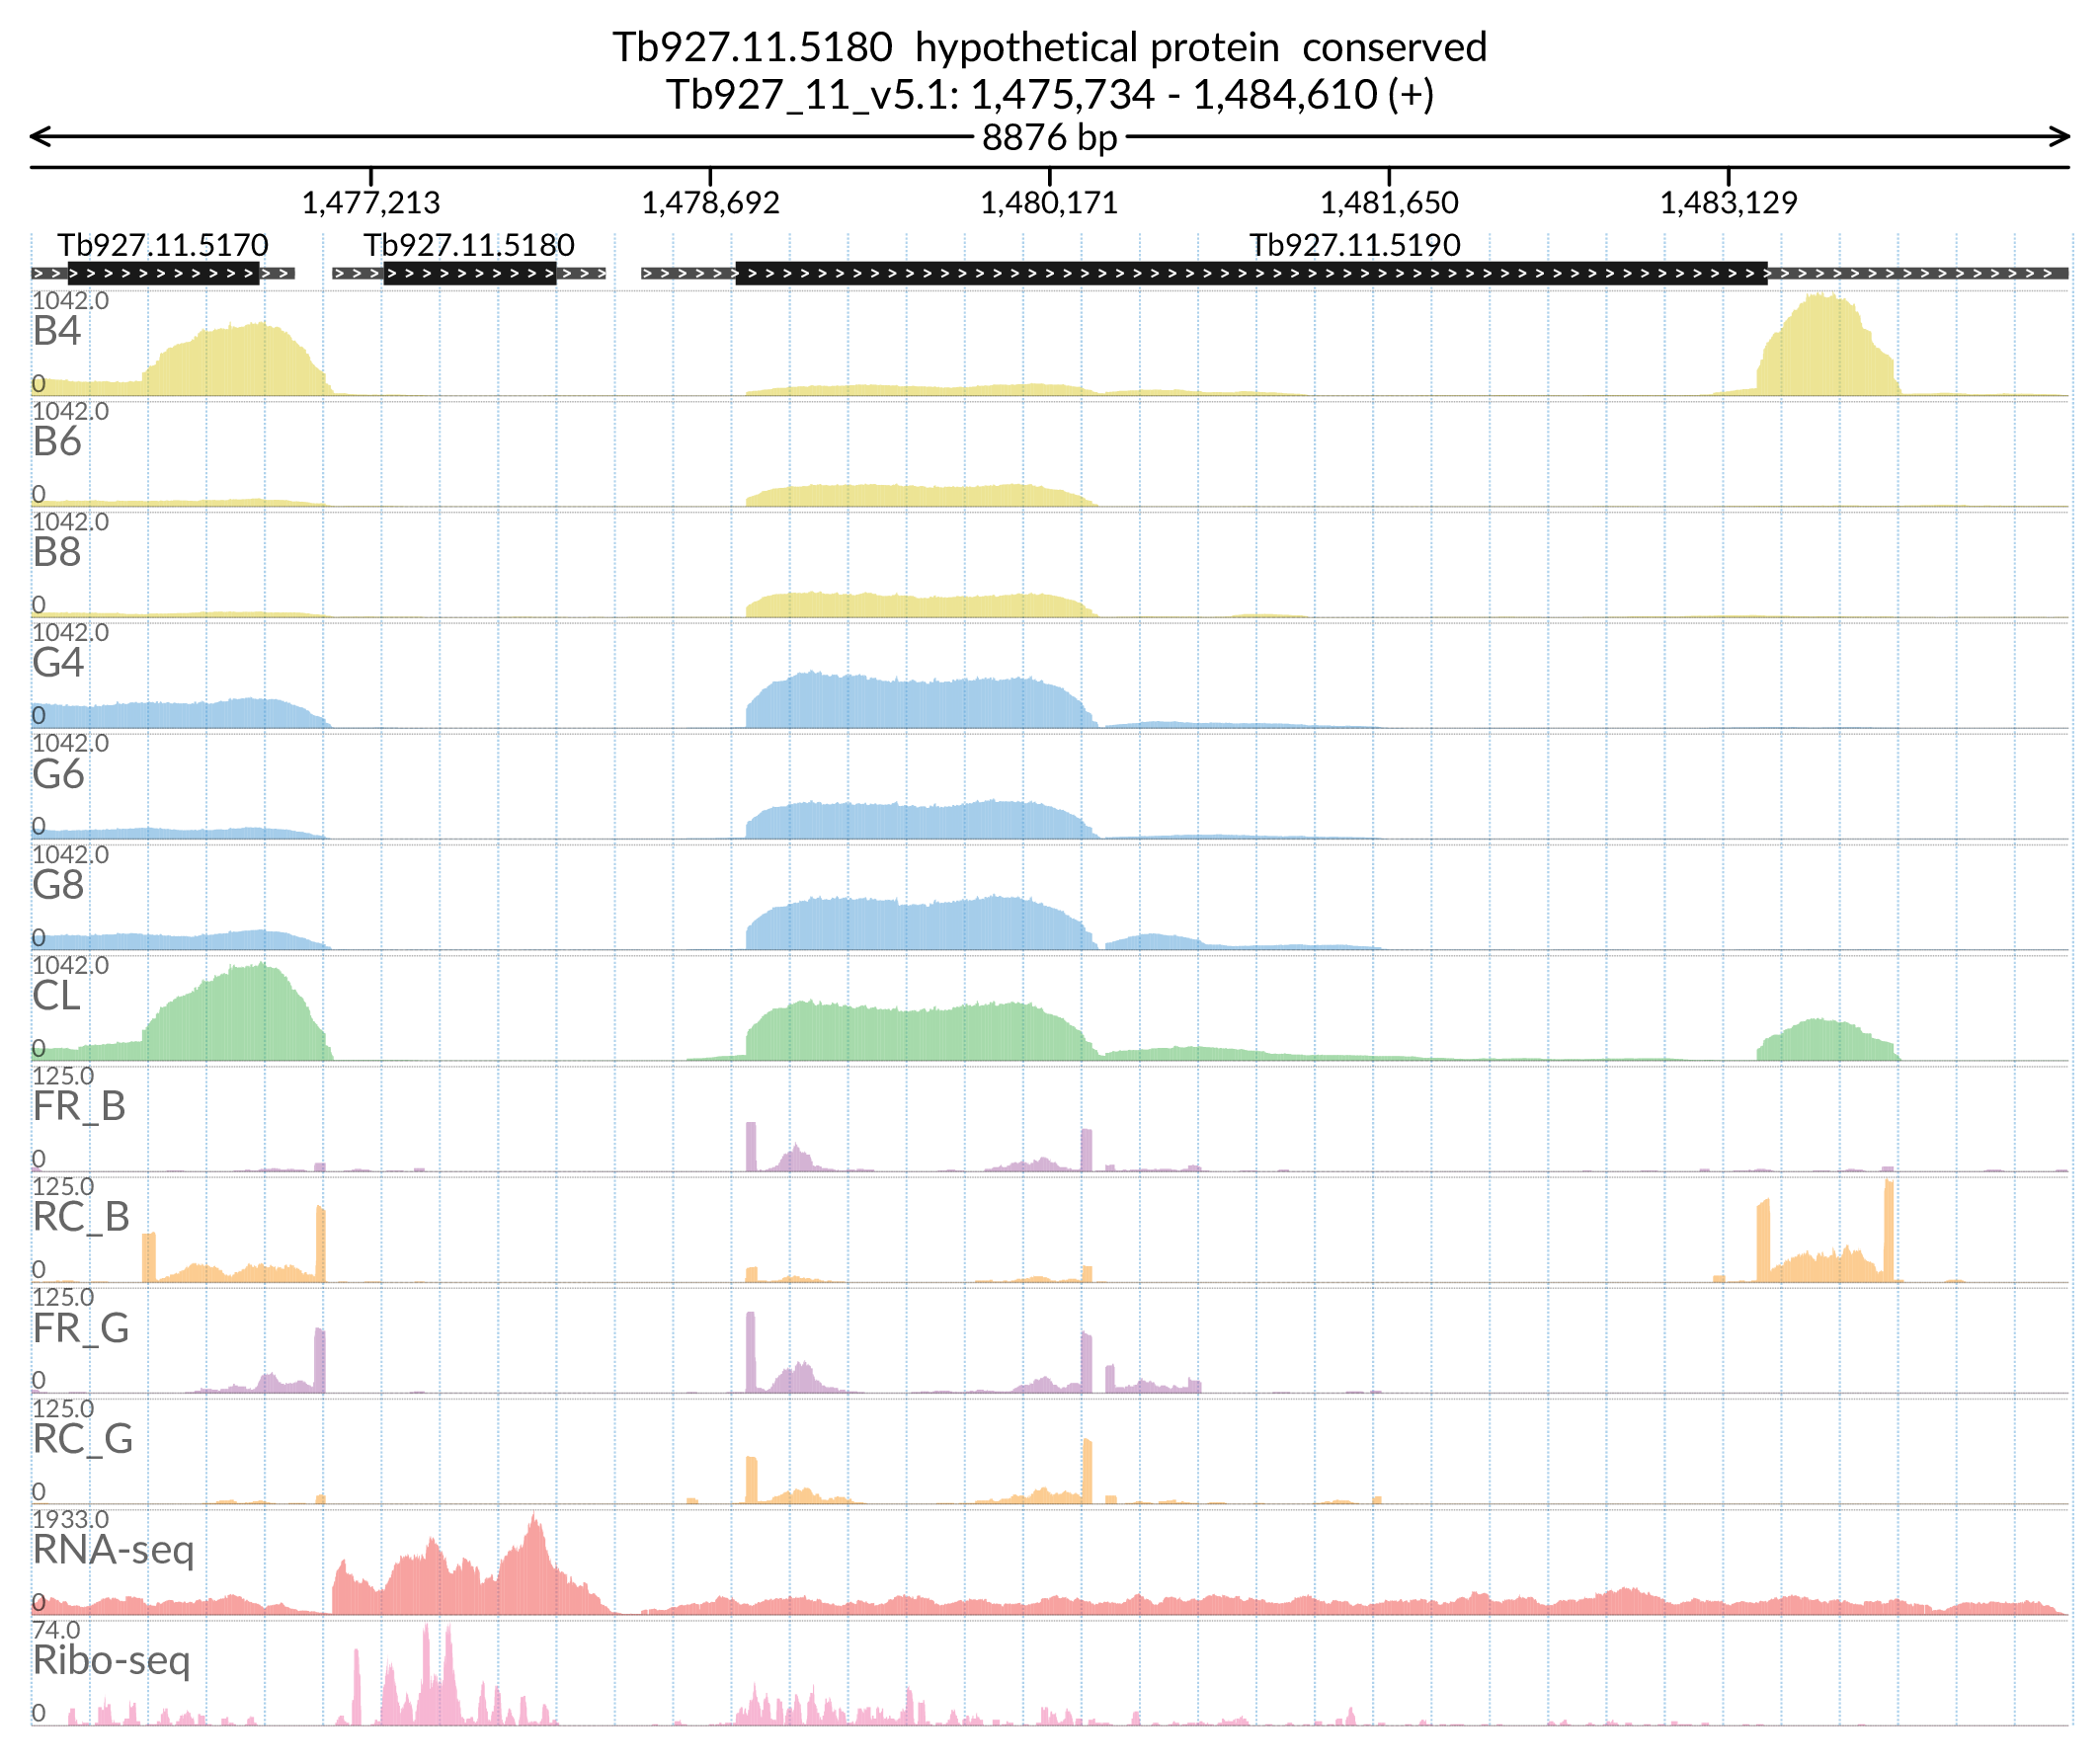 Tb927.11.5180  hypothetical protein  conserved
Tb927_11_v5.1: 1,475,734 - 1,484,610 (+)
8876 bp
1,477,213 1,478,692 1,480,171 1,481,650 1,483,129
Tb927.11.5170 Tb927.11.5180 Tb927.11.5190
1042.0
B4
0
1042.0
B6
0
1042.0
B8
0
1042.0
G4
0
1042.0
G6
0
1042.0
G8
0
1042.0
CL
0
125.0
FR_B
0
125.0
RC_B
0
125.0
FR_G
0
125.0
RC_G
0
1933.0
RNA-seq
0
74.0
Ribo-seq
0